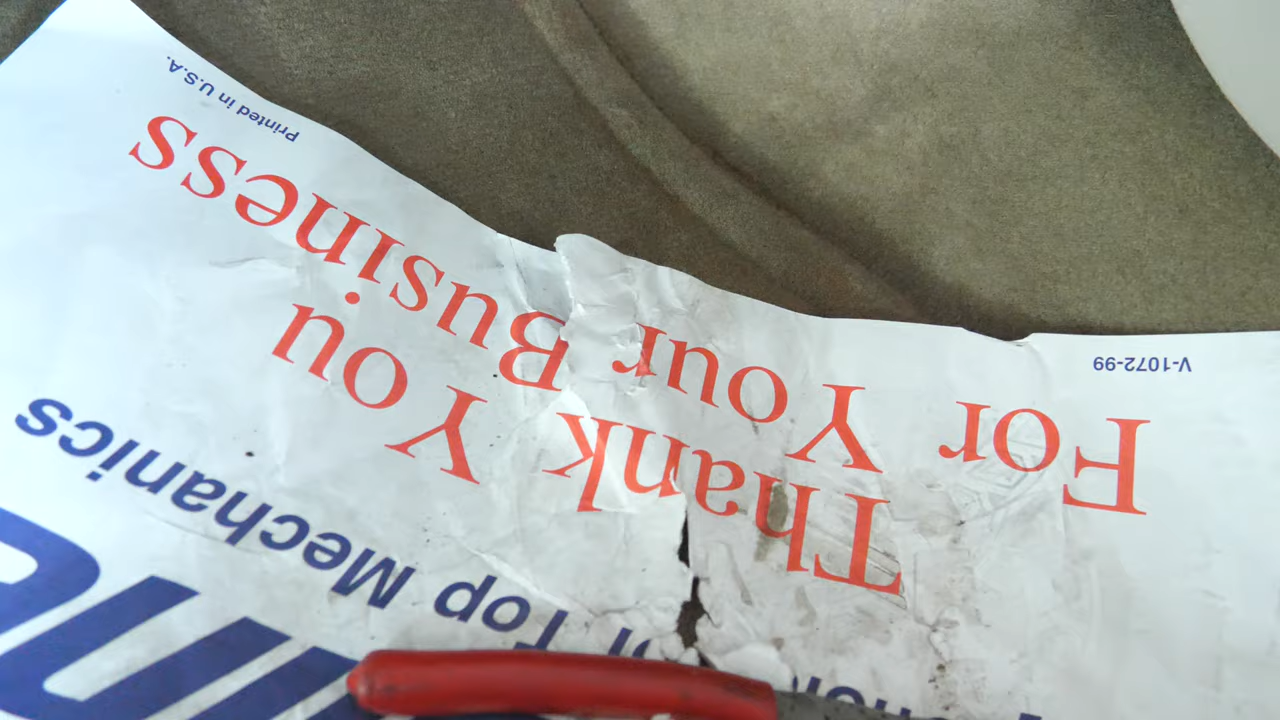 Top Mechanics
Thank You
For Your Business
V-1072-99 Printed in U.S.A.